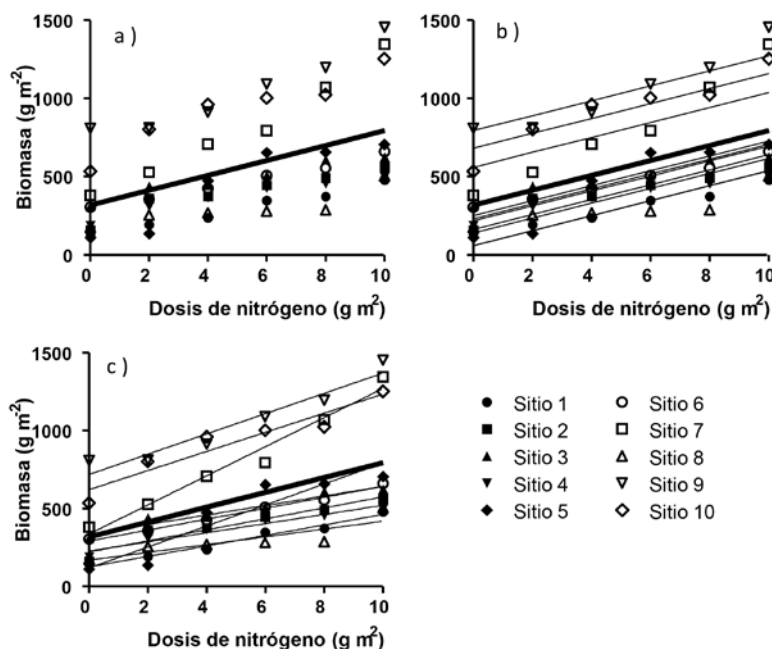 a )
1500
1000
500
0
Biomasa (g m-2)
0 2 4 6 8 10
Dosis de nitrógeno (g m2)
b )
1500
1000
500
0
0 2 4 6 8 10
Dosis de nitrógeno (g m2)
c )
1500
1000
500
0
Biomasa (g m-2)
0 2 4 6 8 10
Dosis de nitrógeno (g m2)
Sitio 1 Sitio 6
Sitio 2 Sitio 7
Sitio 3 Sitio 8
Sitio 4 Sitio 9
Sitio 5 Sitio 10